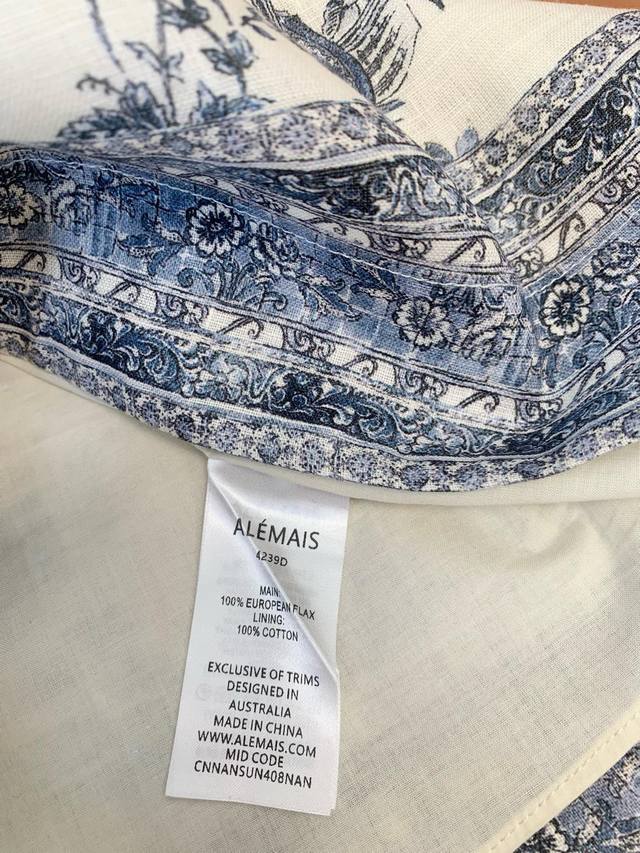 ALÉMAIS
4239D
MAIN:
100% EUROPEAN FLAX
LINING:
100% COTTON
EXCLUSIVE OF TRIMS
DESIGNED IN
AUSTRALIA
MADE IN CHINA
WWW.ALEMAIS.COM
MID CODE
CNNANSUN408NAN